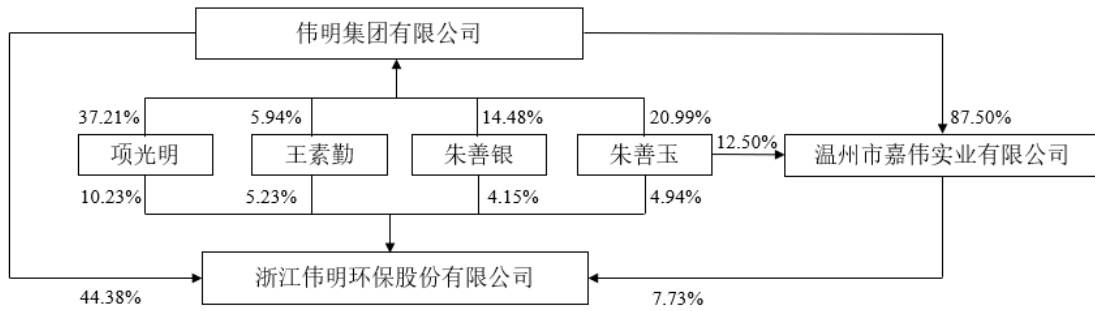 伟明集团有限公司
37.21%
5.94%
14.48%
20.99%
87.50%
项光明
王素勤
朱善银
朱善玉
12.50%
温州市嘉伟实业有限公司
10.23%
5.23%
4.15%
4.94%
浙江伟明环保股份有限公司
44.38%
7.73%